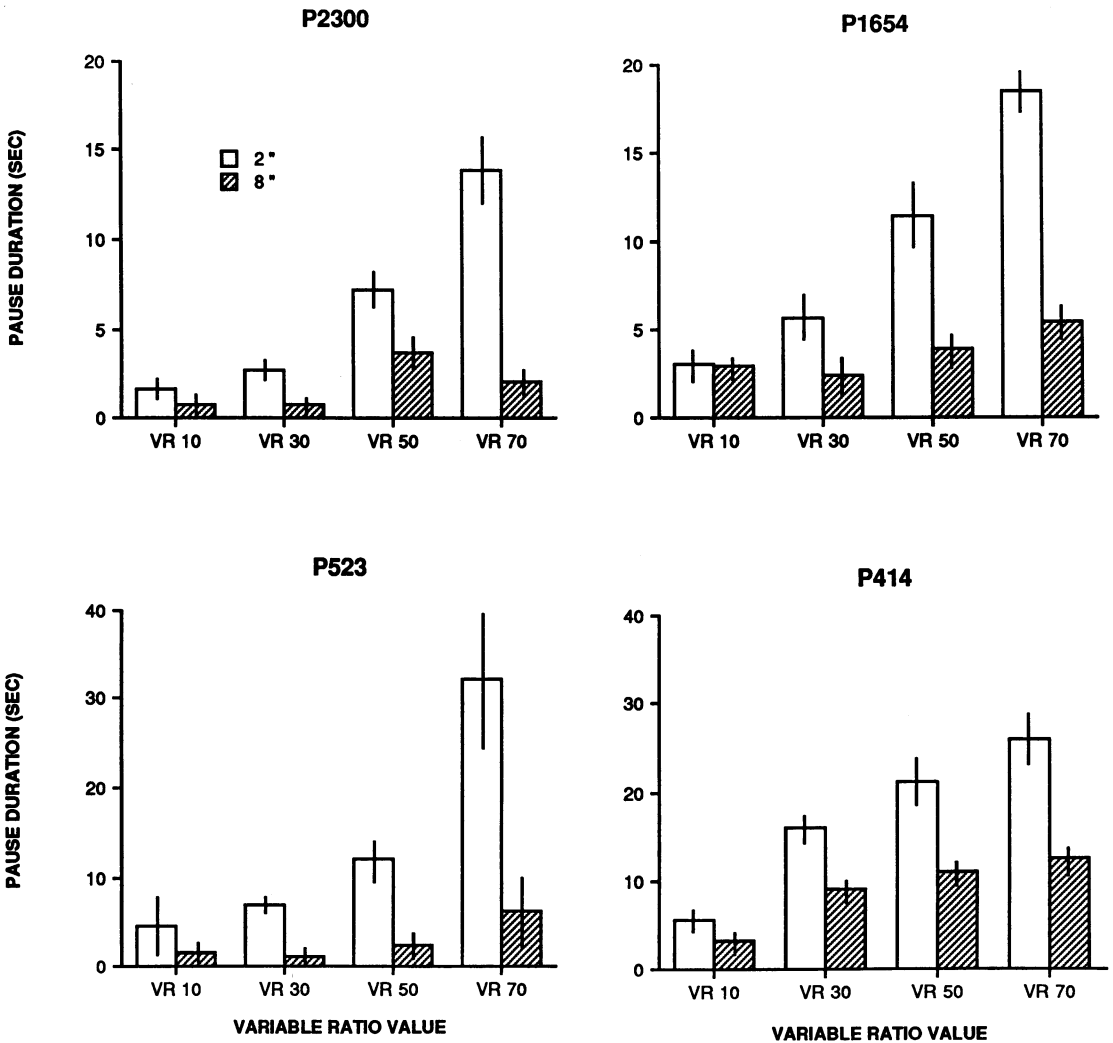 P2300
PAUSE DURATION (SEC)
20
15
10
5
0
2"
8"
VR 10 VR 30 VR 50 VR 70
P1654
20
15
10
5
0
VR 10 VR 30 VR 50 VR 70
P523
PAUSE DURATION (SEC)
40
30
20
10
0
VR 10 VR 30 VR 50 VR 70
VARIABLE RATIO VALUE
P414
40
30
20
10
0
VR 10 VR 30 VR 50 VR 70
VARIABLE RATIO VALUE